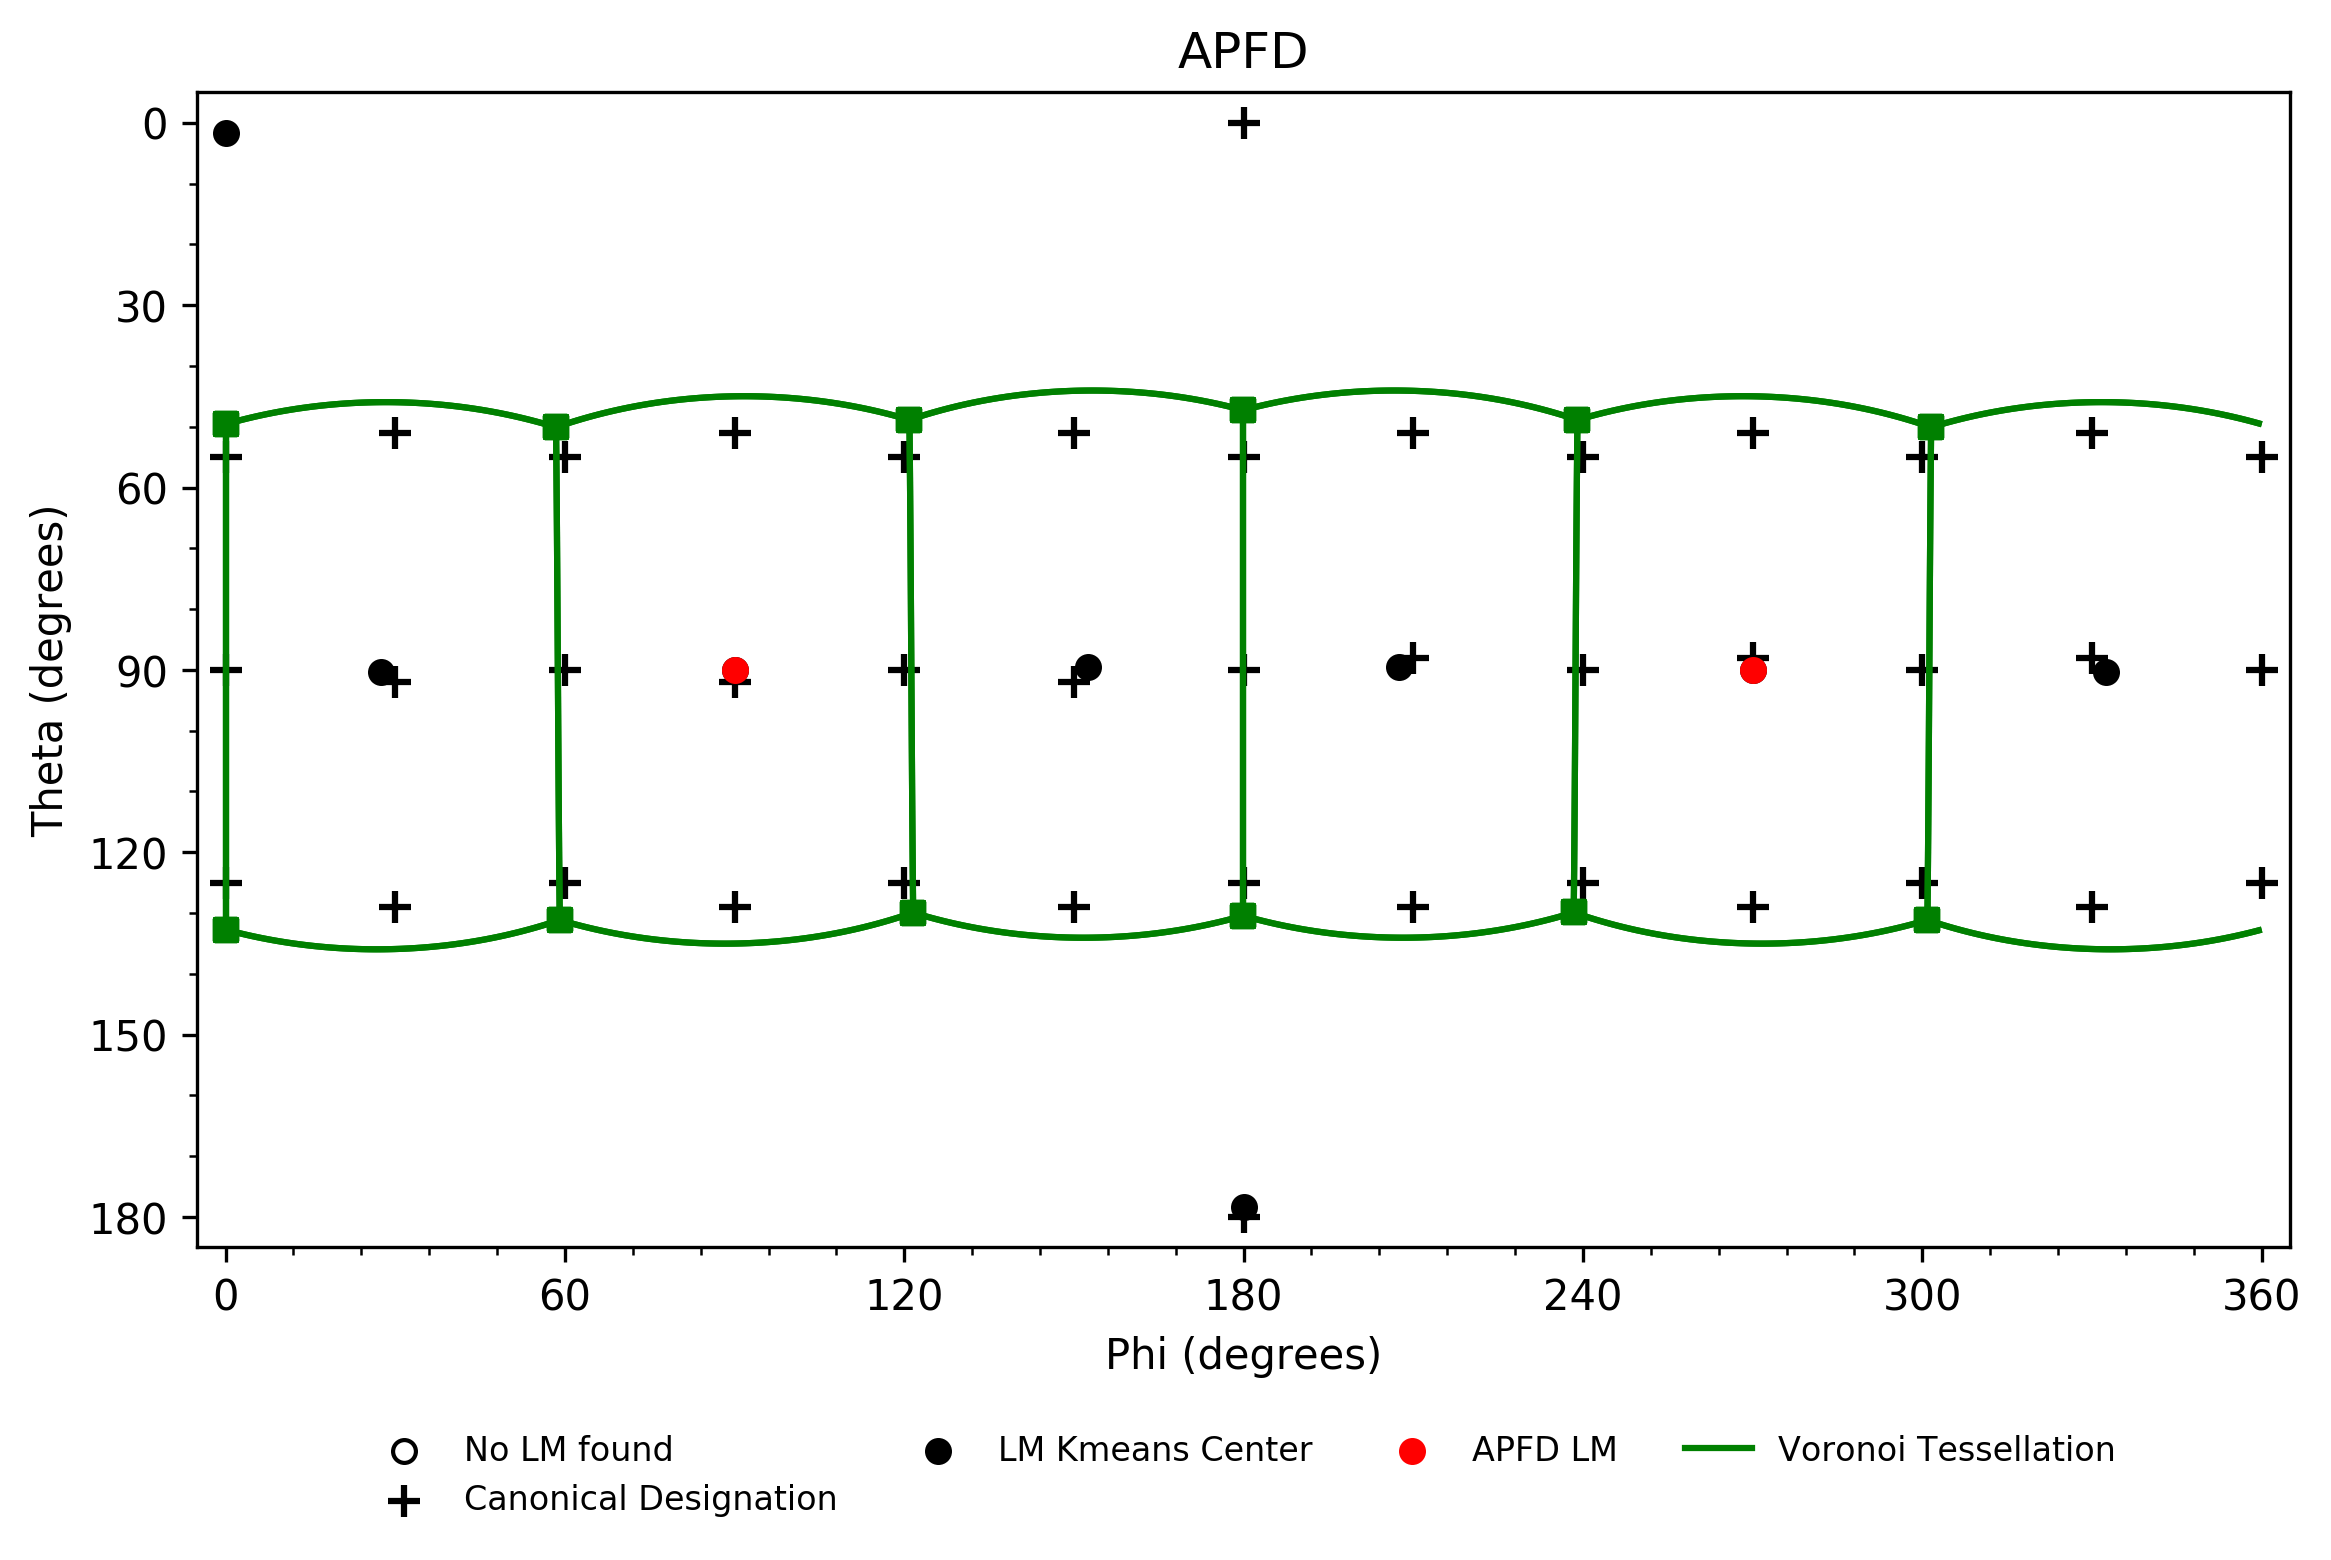 APFD
0
30
60
90
120
150
180
Theta (degrees)
0 60 120 180 240 300 360
Phi (degrees)
No LM found LM Kmeans Center APFD LM Voronoi Tessellation
Canonical Designation